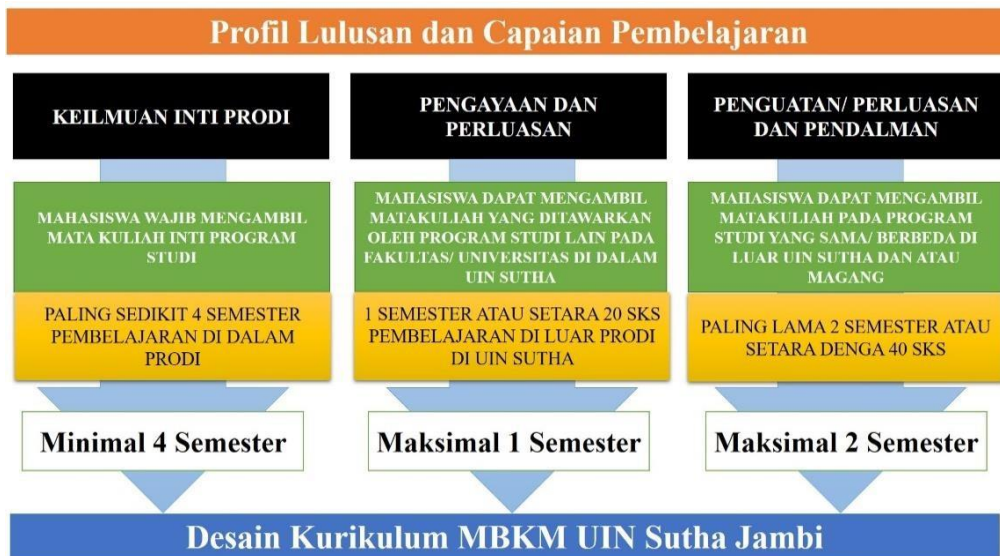 Profil Lulusan dan Capaian Pembelajaran
KEILMUAN INTI PRODI
MAHASISWA WAJIB MENGAMBIL
MATA KULIAH INTI PROGRAM
STUDI
PALING SEDIKIT 4 SEMESTER
PEMBELAJARAN DI DALAM
PRODI
Minimal 4 Semester
PENGAYAAN DAN
PERLUASAN
MAHASISWA DAPAT MENGAMBIL
MATAKULIAH YANG DITAWARKAN
OLEH PROGRAM STUDI LAIN PADA
FAKULTAS/ UNIVERSITAS DI DALAM
UIN SUTHA
1 SEMESTER ATAU SETARA 20 SKS
PEMBELAJARAN DI LUAR PRODI
DI UIN SUTHA
Maksimal 1 Semester
PENGUATAN/ PERLUASAN
DAN PENDALMAN
MAHASISWA DAPAT MENGAMBIL
MATAKULIAH PADA PROGRAM
STUDI YANG SAMA/ BERBEDA DI
LUAR UIN SUTHA DAN ATAU
MAGANG
PALING LAMA 2 SEMESTER ATAU
SETARA DENGA 40 SKS
Maksimal 2 Semester
Desain Kurikulum MBKM UIN Sutha Jambi